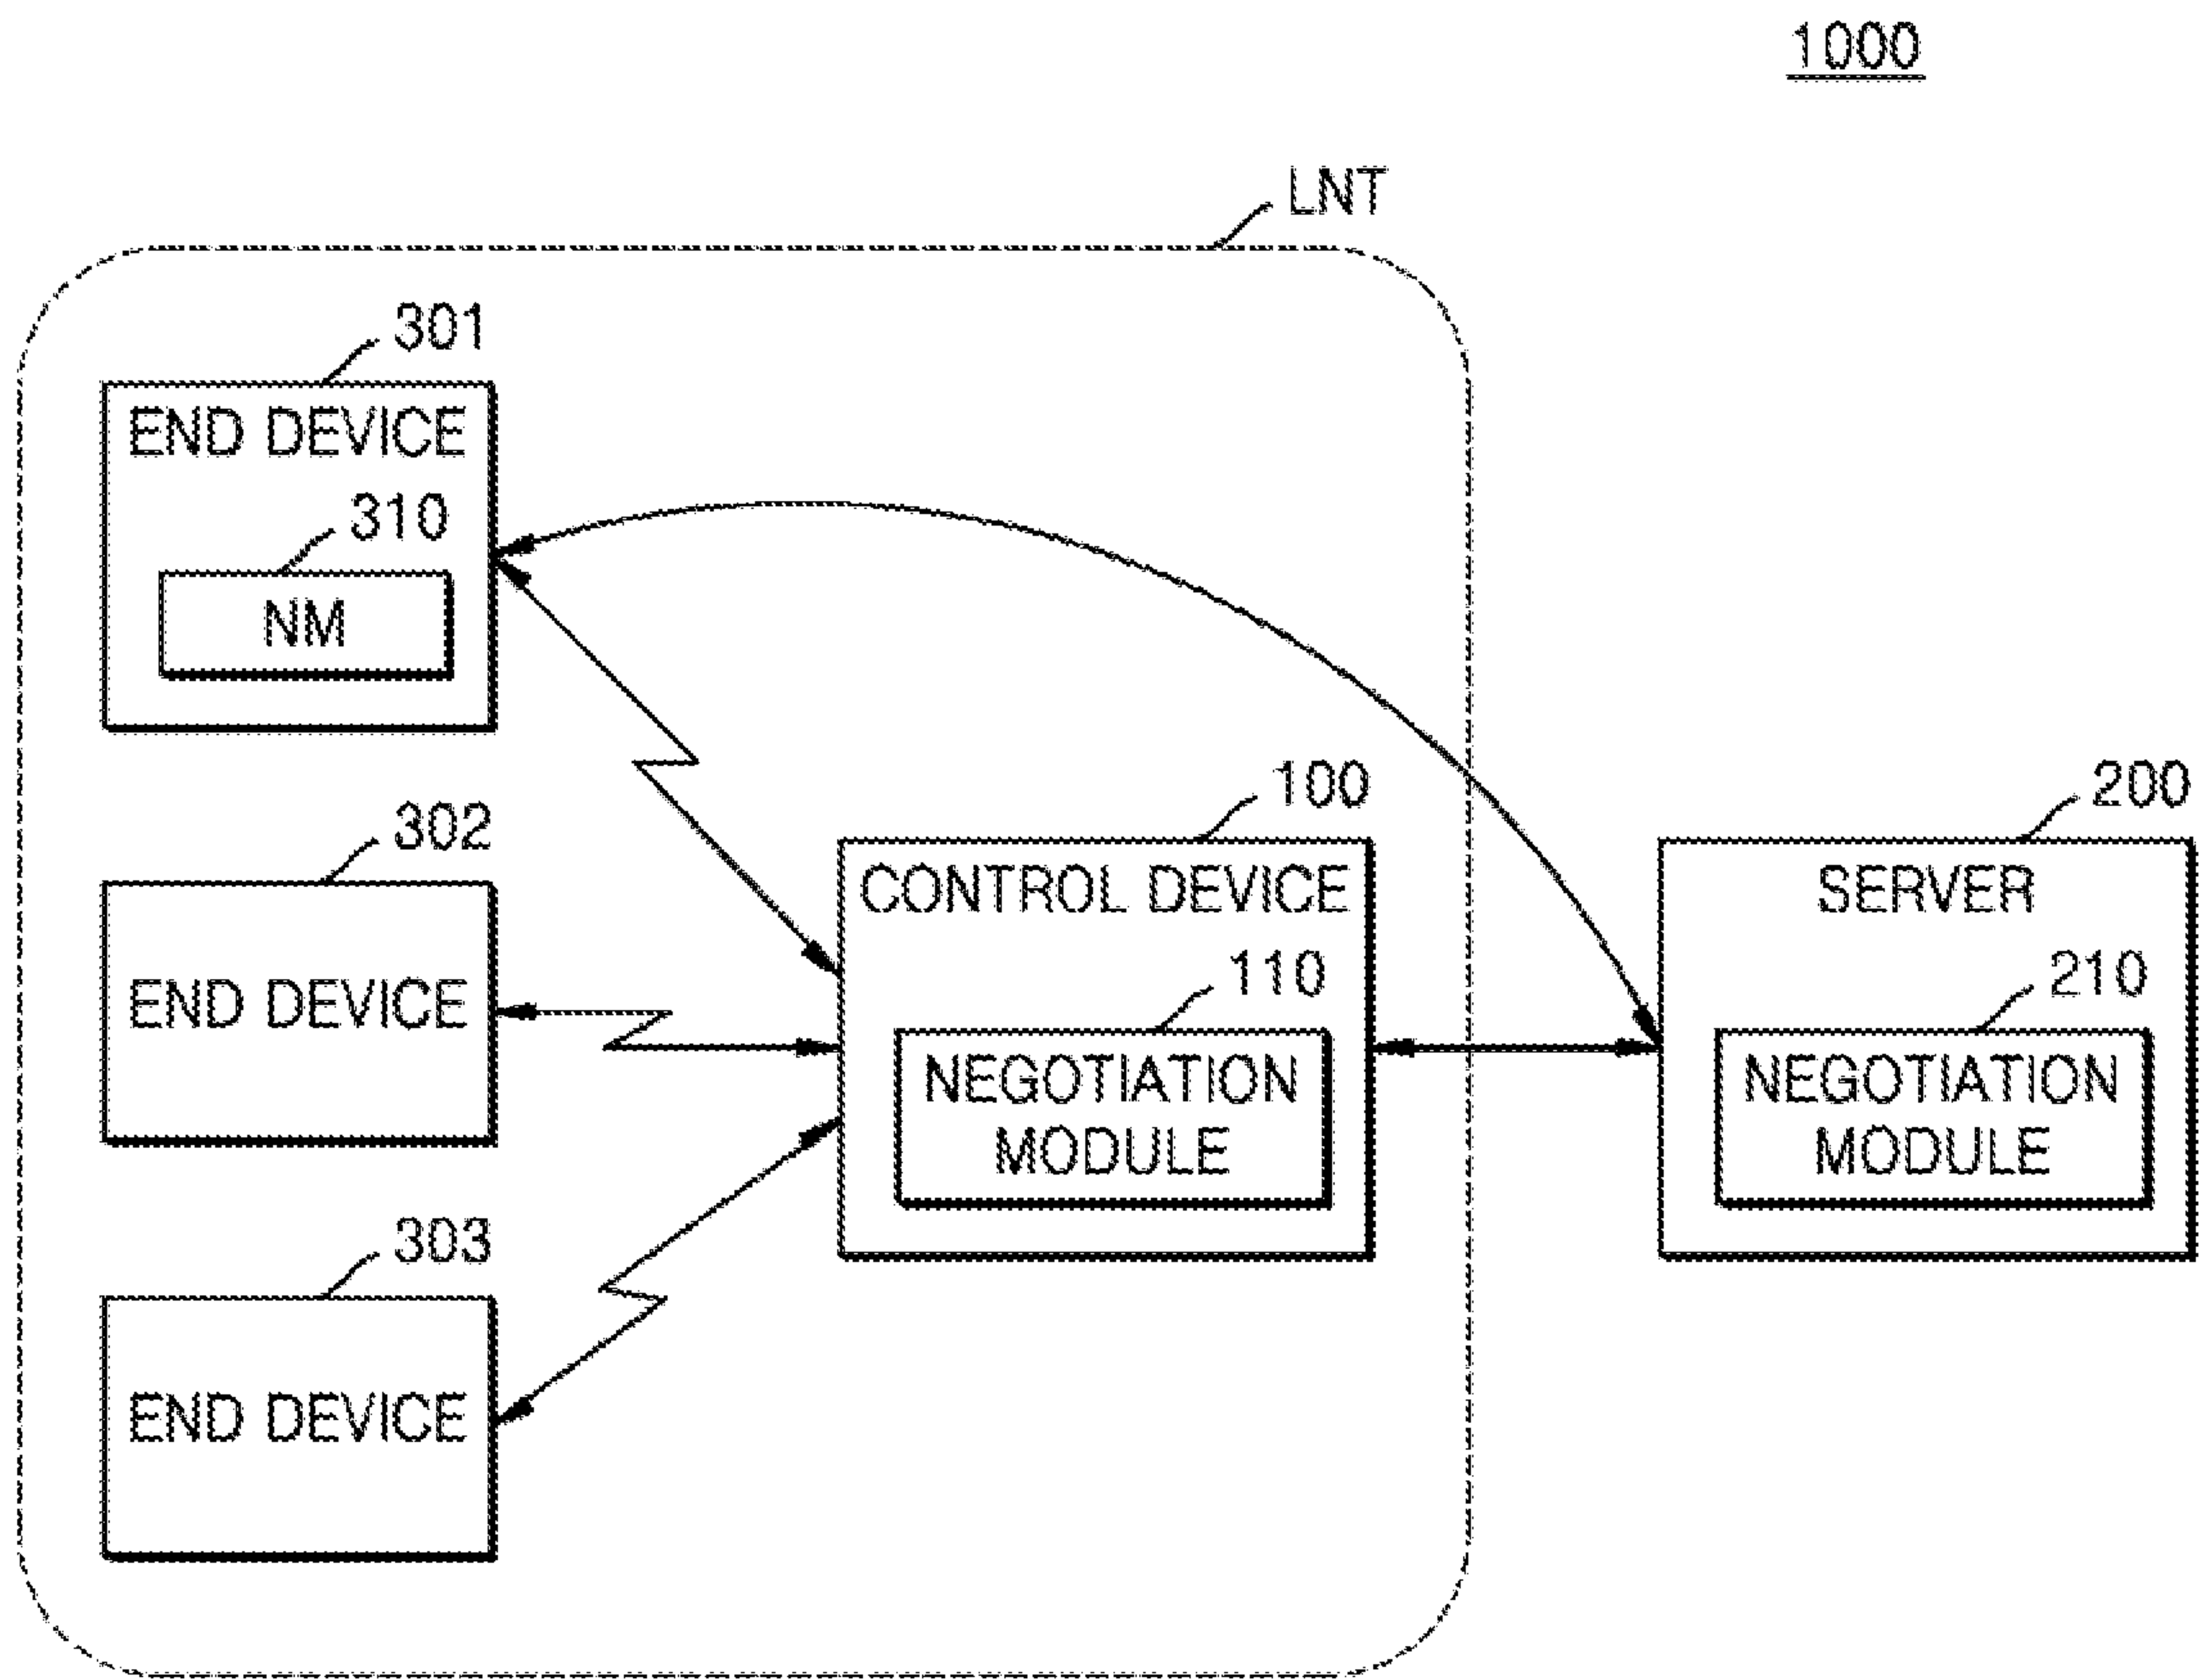 1000
LNT
301
END DEVICE
310
NM
302
END DEVICE
303
END DEVICE
100
CONTROL DEVICE
110
NEGOTIATION
MODULE
200
SERVER
210
NEGOTIATION
MODULE